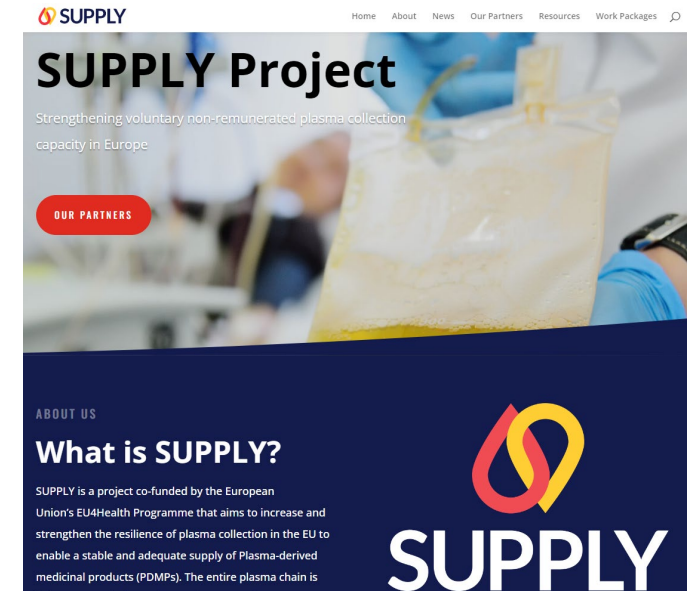 SUPPLY
Home About News Our Partners Resources Work Packages
SUPPLY Project
Strengthening voluntary non-remunerated plasma collection
capacity in Europe
OUR PARTNERS
ABOUT US
What is SUPPLY?
SUPPLY is a project co-funded by the European
Union's EU4Health Programme that aims to increase and
strengthen the resilience of plasma collection in the EU to
enable a stable and adequate supply of Plasma-derived
medicinal products (PDMPs). The entire plasma chain is
SUPPLY